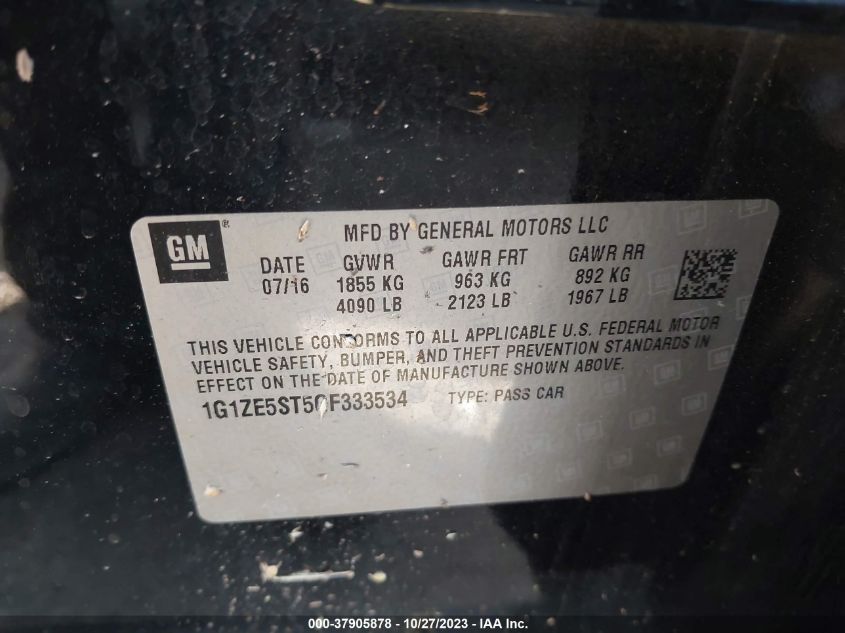 GM ®
MFD BY GENERAL MOTORS LLC
DATE GVWR GAWR FRT GAWR RR
07/16 1855 KG 963 KG 892 KG
4090 LB 2123 LB 1967 LB
THIS VEHICLE CONFORMS TO ALL APPLICABLE U.S. FEDERAL MOTOR
VEHICLE SAFETY, BUMPER, AND THEFT PREVENTION STANDARDS IN
EFFECT ON THE DATE OF MANUFACTURE SHOWN ABOVE.
1G1ZE5ST5GF333534 TYPE: PASS CAR
000-37905878 - 10/27/2023 - IAA Inc.